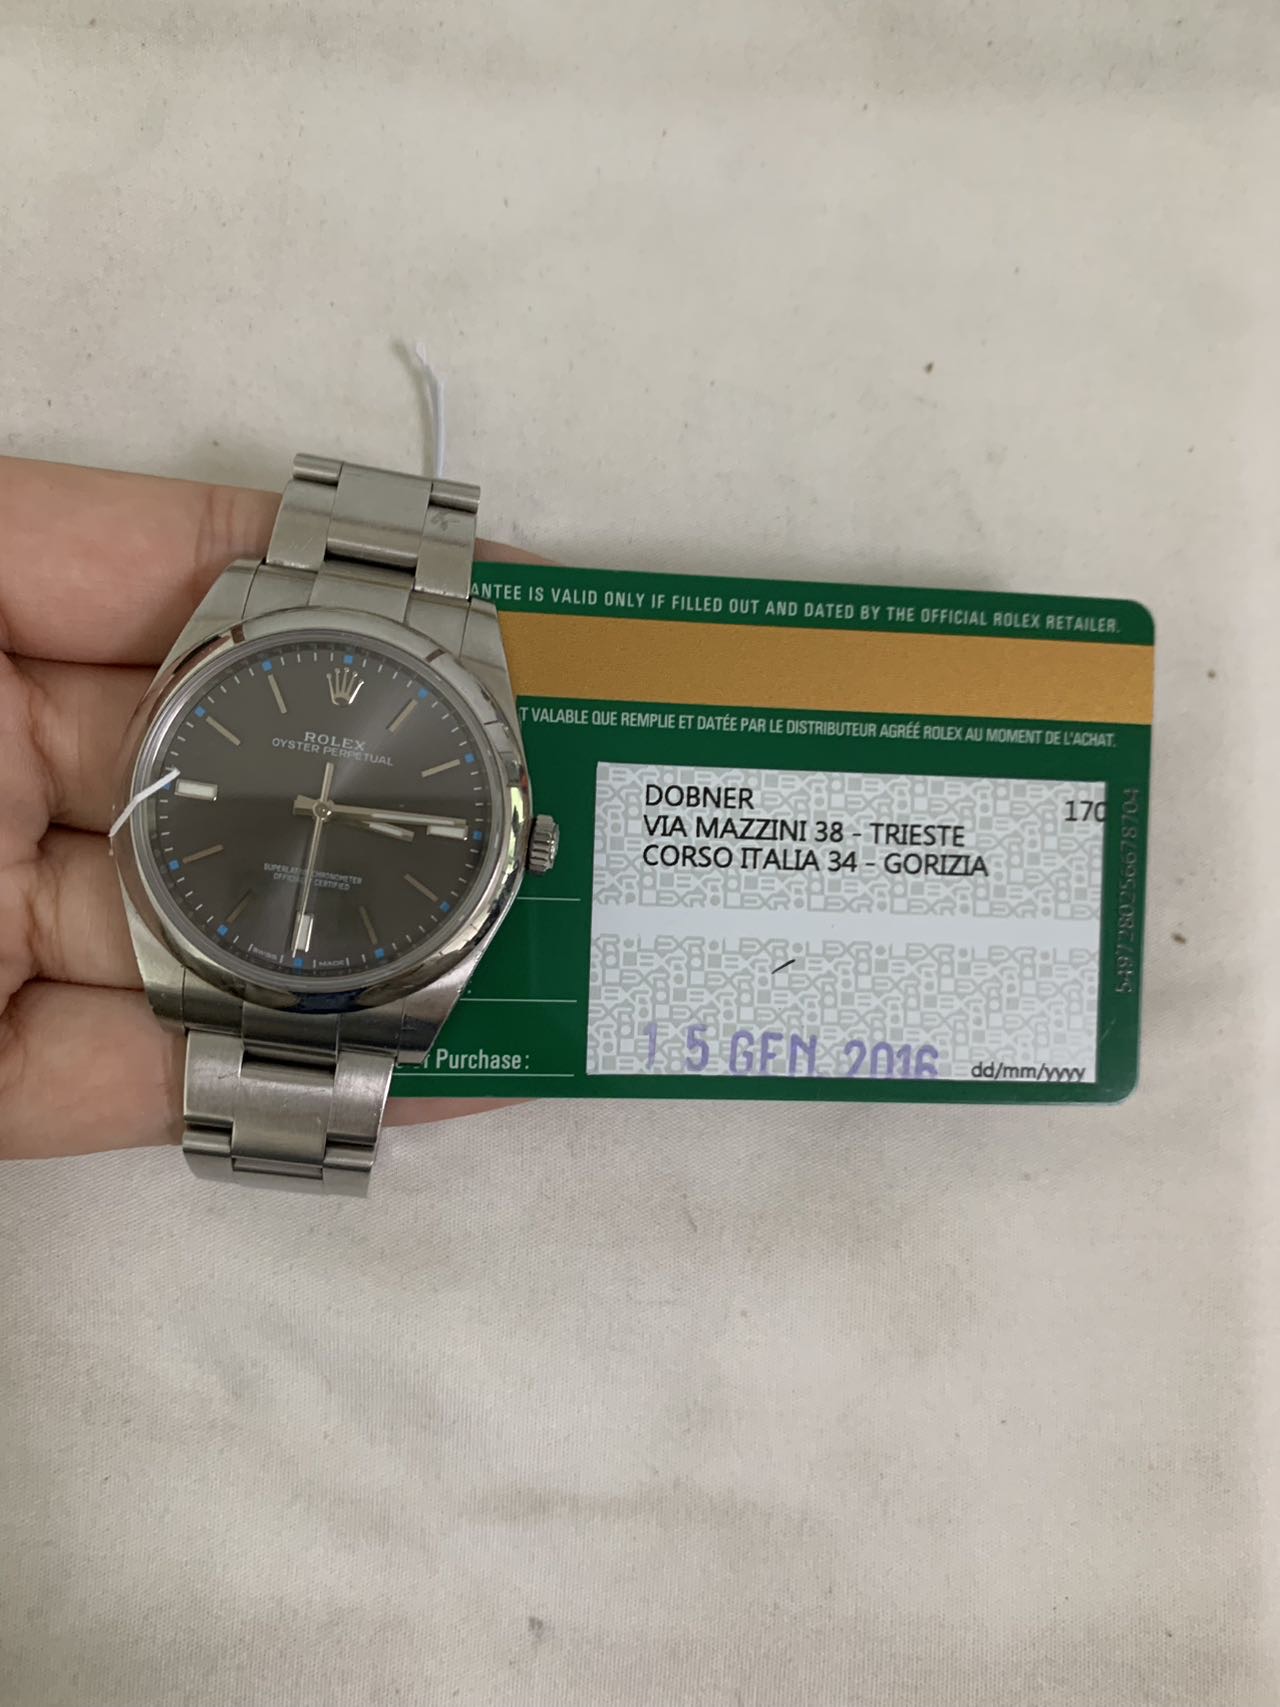 ROLEX
OYSTER PERPETUAL
SUPERLATIVE CHRONOMETER
OFFICIALLY CERTIFIED
SWISS MADE
ANTEE IS VALID ONLY IF FILLED OUT AND DATED BY THE OFFICIAL ROLEX RETAILER.
T VALABLE QUE REMPLIE ET DATÉE PAR LE DISTRIBUTEUR AGRÉÉ ROLEX AU MOMENT DE L'ACHAT.
DOBNER 170
VIA MAZZINI 38 - TRIESTE
CORSO ITALIA 34 - GORIZIA
Purchase: 15 GEN. 2016 dd/mm/yyyy